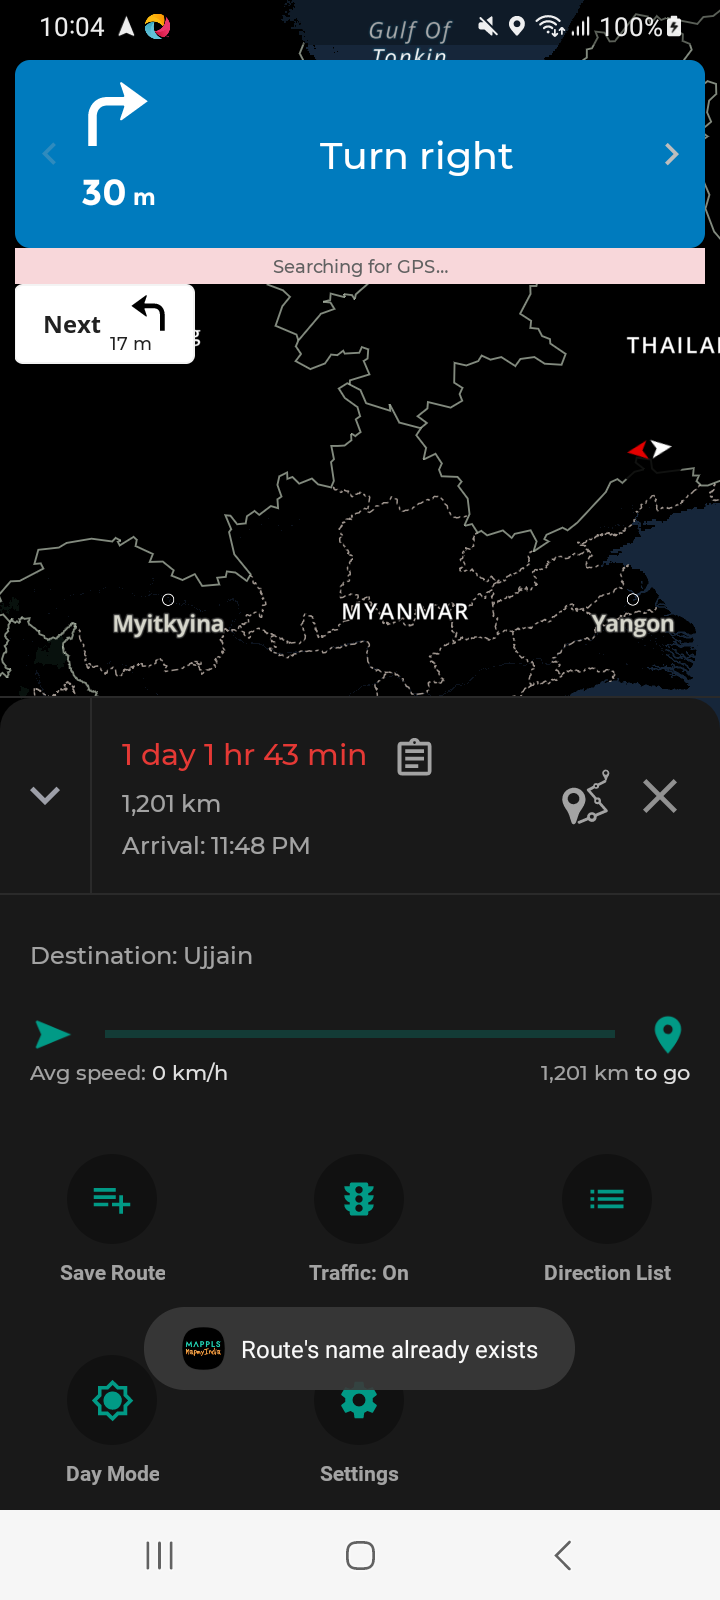 10:04
100%
Gulf Of
Tonkin
Turn right
30 m
Searching for GPS...
Next
17 m
g
THAILA
MYANMAR
Myitkyina
Yangon
1 day 1 hr 43 min
1,201 km
Arrival: 11:48 PM
Destination: Ujjain
Avg speed: 0 km/h
1,201 km to go
Save Route
Traffic: On
Direction List
MAPPLS
MapmyIndia
Route's name already exists
Day Mode
Settings